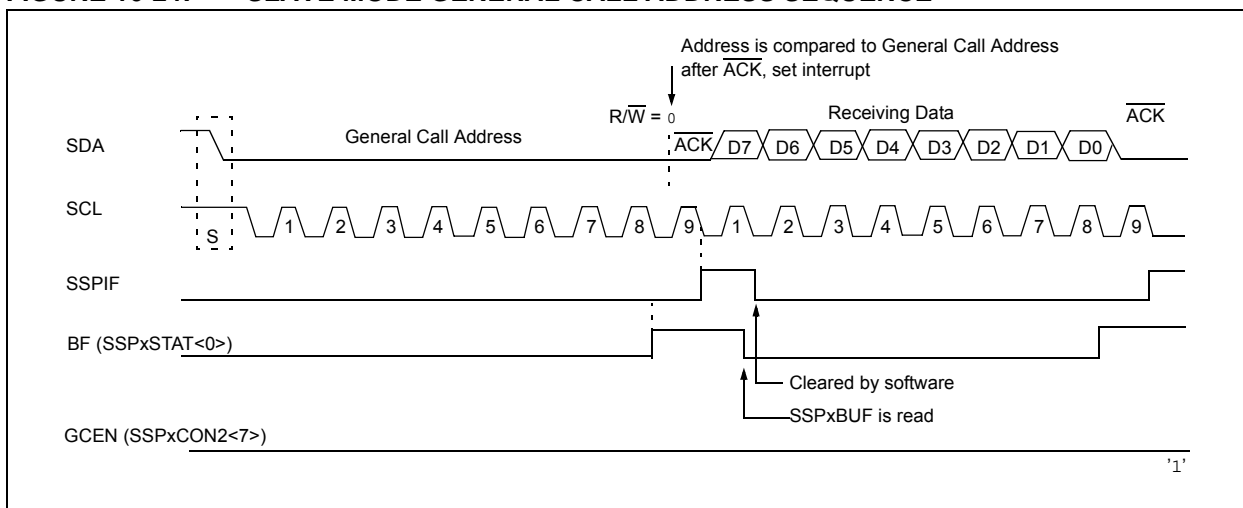 Address is compared to General Call Address
after ACK, set interrupt
R/W = 0
Receiving Data
ACK
SDA
General Call Address
ACK D7 D6 D5 D4 D3 D2 D1 D0
SCL
S
1 2 3 4 5 6 7 8 9 1 2 3 4 5 6 7 8 9
SSPIF
BF (SSPxSTAT<0>)
Cleared by software
SSPxBUF is read
GCEN (SSPxCON2<7>)
'1'